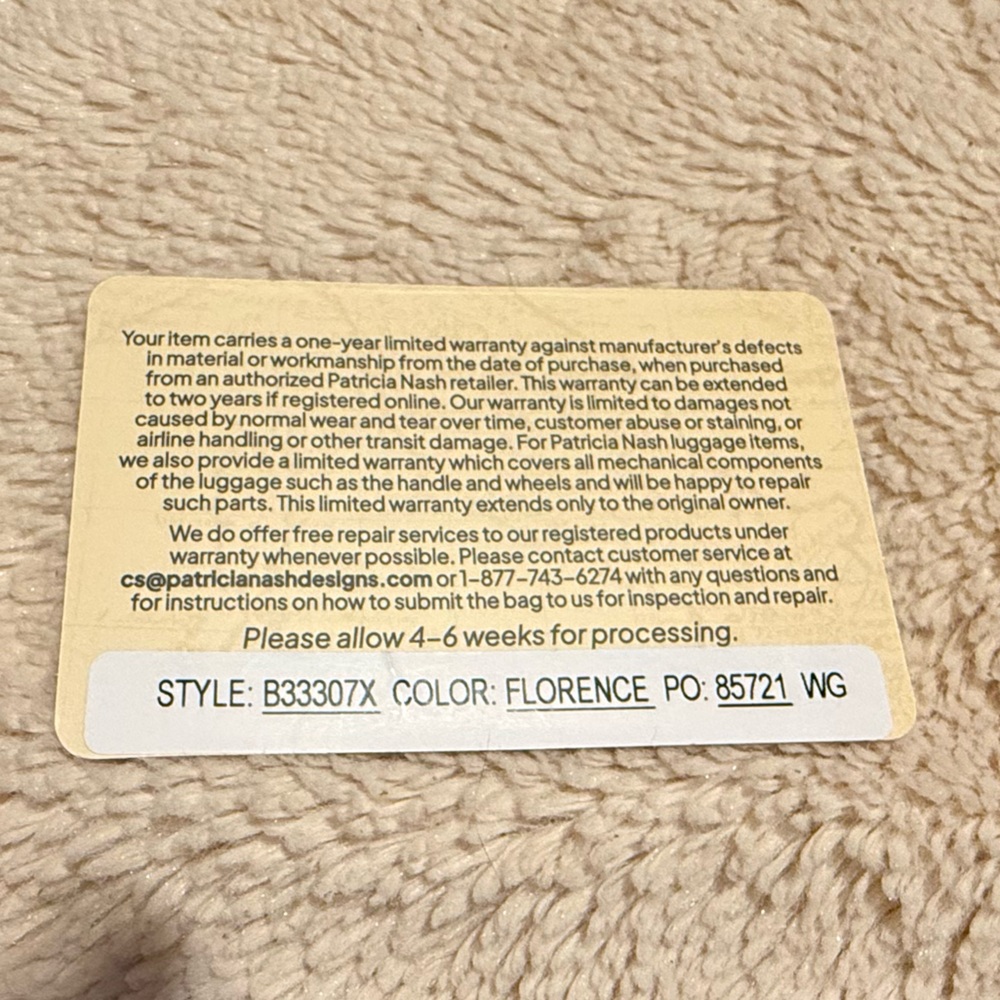 Your item carries a one-year limited warranty against manufacturer's defects
in material or workmanship from the date of purchase, when purchased
from an authorized Patricia Nash retailer. This warranty can be extended
to two years if registered online. Our warranty is limited to damages not
caused by normal wear and tear over time, customer abuse or staining, or
airline handling or other transit damage. For Patricia Nash luggage items,
we also provide a limited warranty which covers all mechanical components
of the luggage such as the handle and wheels and will be happy to repair
such parts. This limited warranty extends only to the original owner.
We do offer free repair services to our registered products under
warranty whenever possible. Please contact customer service at
cs@patricianashdesigns.com or 1-877-743-6274 with any questions and
for instructions on how to submit the bag to us for inspection and repair.
Please allow 4-6 weeks for processing.
STYLE: B33307X COLOR: FLORENCE PO: 85721 WG